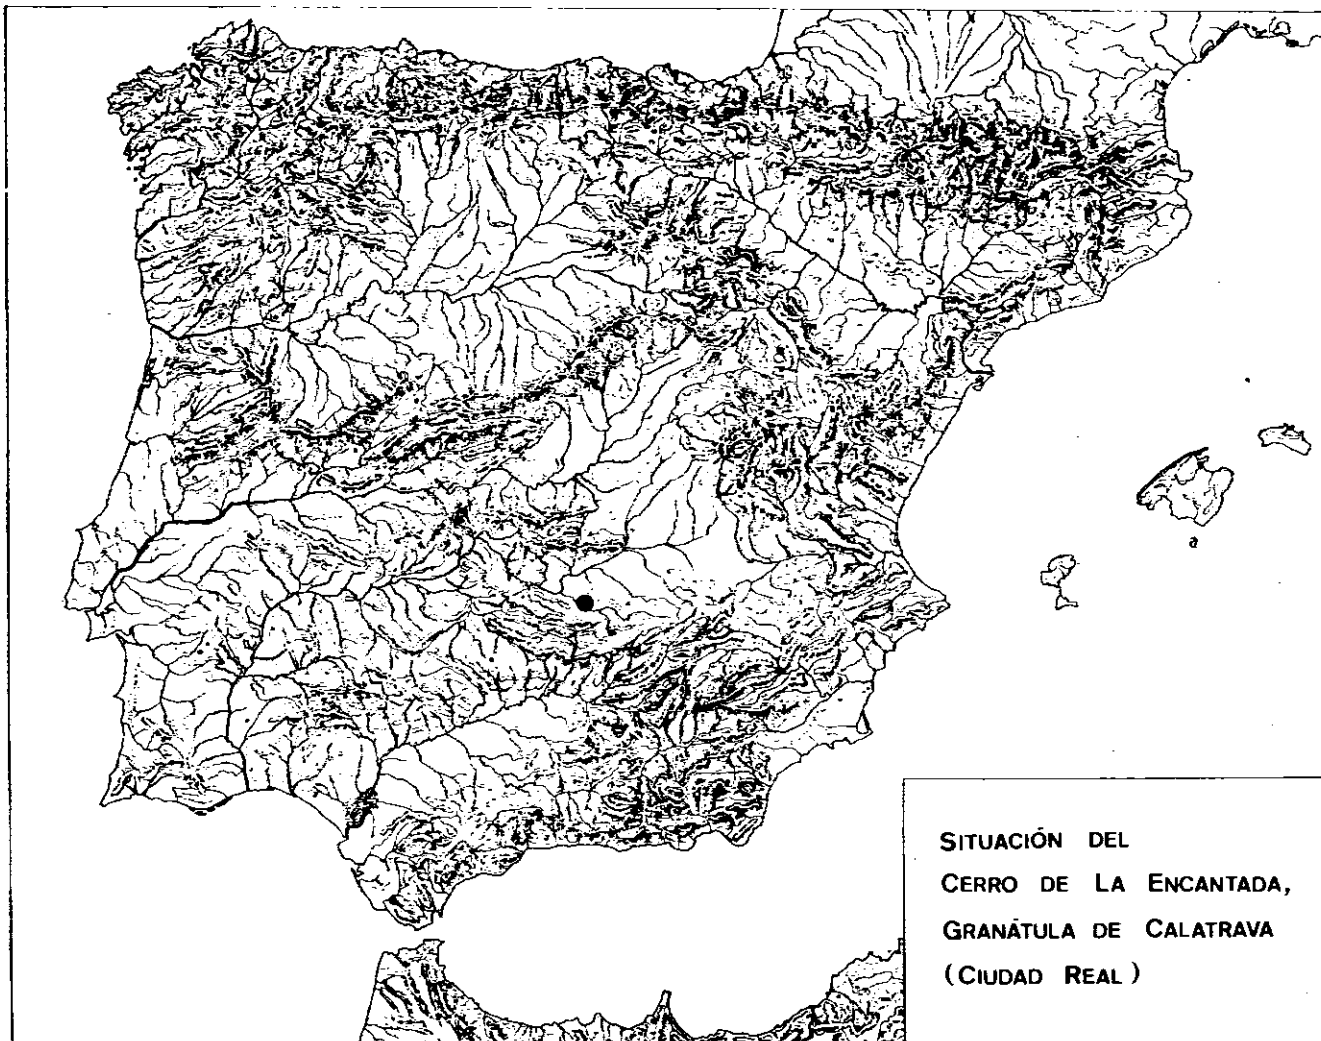 SITUACIÓN DEL
CERRO DE LA ENCANTADA,
GRANÁTULA DE CALATRAVA
(CIUDAD REAL)